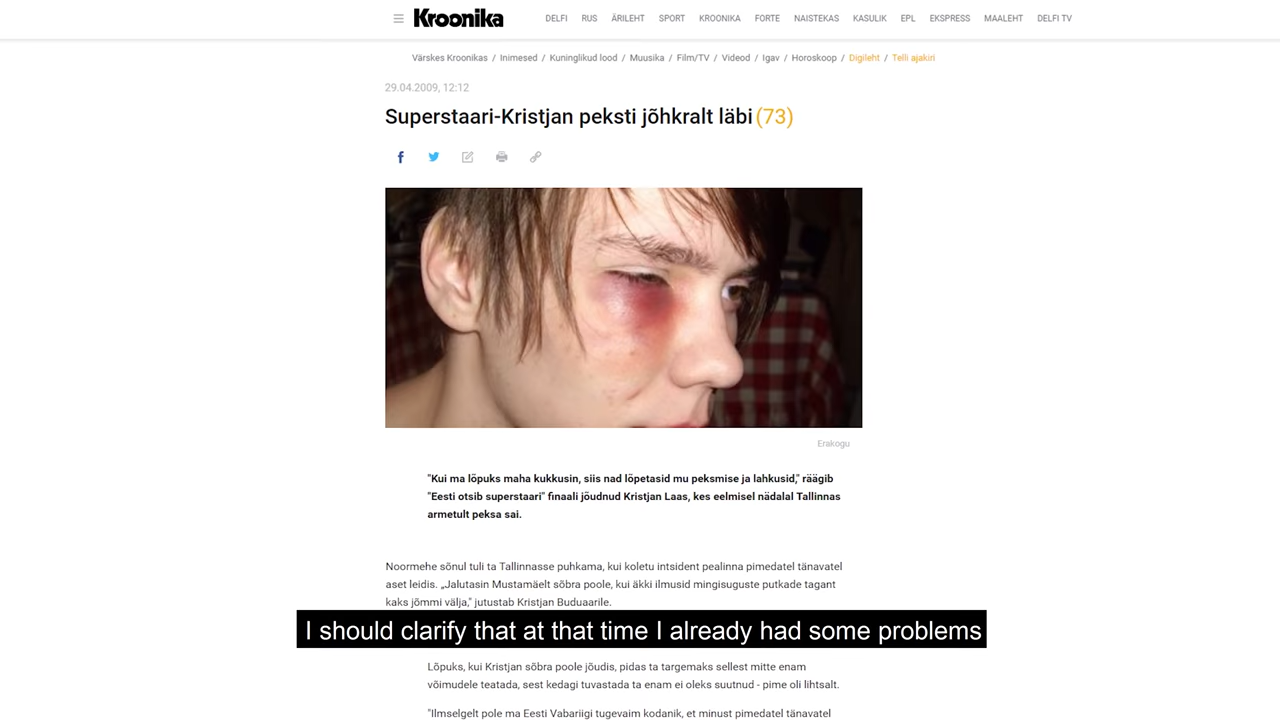 Kroonika
DELFI RUS ÄRILEHT SPORT KROONIKA FORTE NAISTEKAS KASULIK EPL EKSPRESS MAALEHT DELFI TV
Värskes Kroonikas / Inimesed / Kuninglikud lood / Muusika / Film/TV / Videod / Igav / Horoskoop / Digileht / Telli ajakiri
29.04.2009, 12:12
Superstaari-Kristjan peksti jõhkralt läbi (73)
Erakogu
"Kui ma lõpuks maha kukkusin, siis nad lõpetasid mu peksmise ja lahkusid," räägib
"Eesti otsib superstaari" finaali jõudnud Kristjan Laas, kes eelmisel nädalal Tallinnas
armetult peksa sai.
Noormehe sõnul tuli ta Tallinnasse puhkama, kui koletu intsident pealinna pimedatel tänavatel
aset leidis. „Jalutasin Mustamäelt sõbra poole, kui äkki ilmusid mingisuguste putkade tagant
kaks jõmmi välja," jutustab Kristjan Buduaarile.
I should clarify that at that time I already had some problems
Lõpuks, kui Kristjan sõbra poole jõudis, pidas ta targemaks sellest mitte enam
võimudele teatada, sest kedagi tuvastada ta enam ei oleks suutnud - pime oli lihtsalt.
"Ilmselgelt pole ma Eesti Vabariigi tugevaim kodanik, et minust pimedatel tänavatel